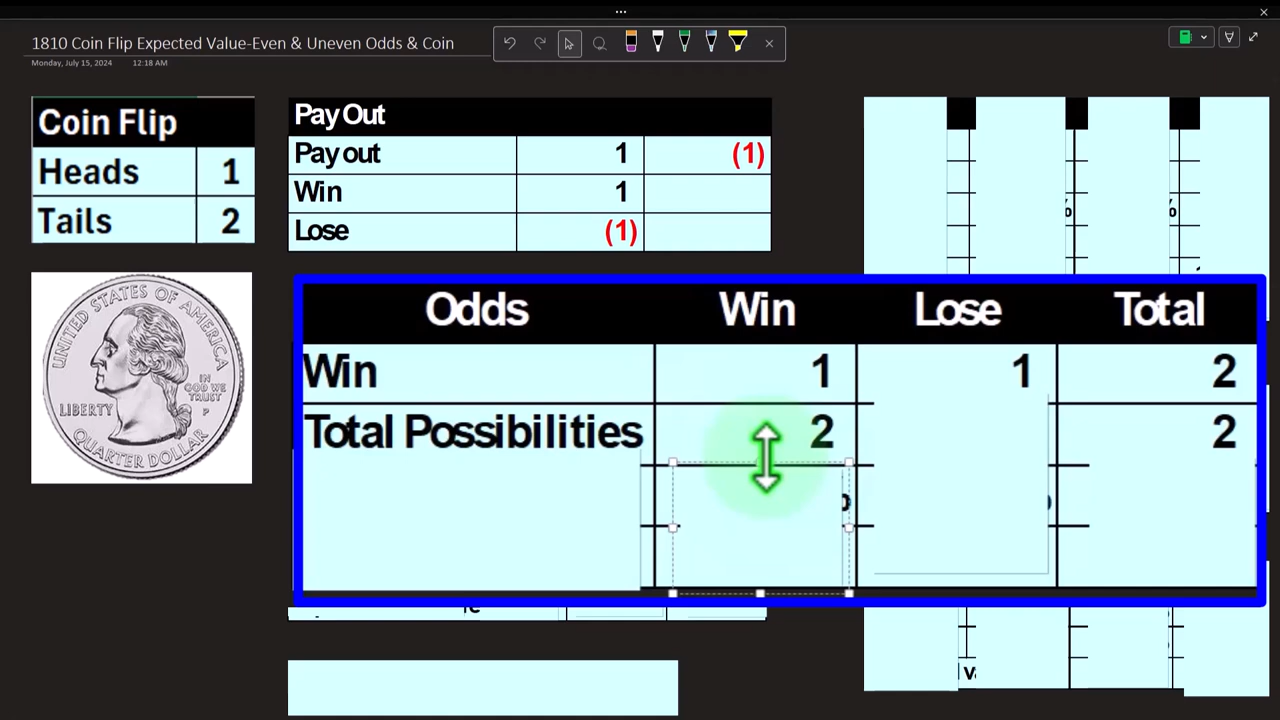 1810 Coin Flip Expected Value-Even & Uneven Odds & Coin
Monday, July 15, 2024 12:18 AM
Coin Flip
Heads 1
Tails 2
UNITED STATES OF AMERICA
LIBERTY
IN GOD WE TRUST
P
QUARTER DOLLAR
Pay Out
Pay out 1 (1)
Win 1
Lose (1)
%
%
Odds Win Lose Total
Win 1 1 2
Total Possibilities 2 2